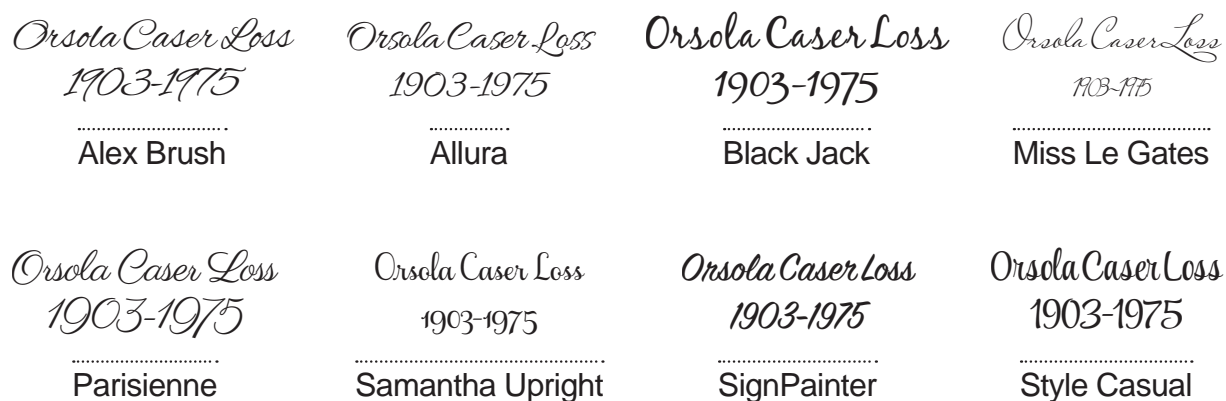 Orsola Caser Loss
1903-1975
Alex Brush
Orsola Caser Loss
1903-1975
Allura
Orsola Caser Loss
1903-1975
Black Jack
Orsola Caser Loss
1903-1975
Miss Le Gates
Orsola Caser Loss
1903-1975
Parisienne
Orsola Caser Loss
1903-1975
Samantha Upright
Orsola Caser Loss
1903-1975
SignPainter
Orsola Caser Loss
1903-1975
Style Casual